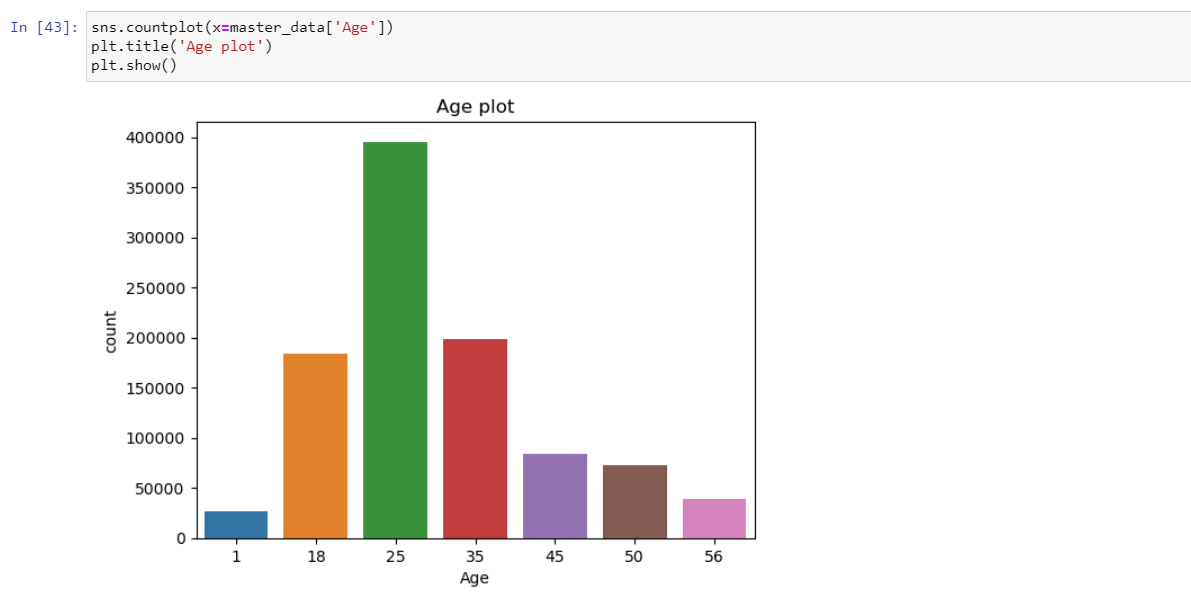 In [43]: sns.countplot(x=master_data['Age'])
plt.title('Age plot')
plt.show()
Age plot
400000
350000
300000
250000
200000
150000
100000
50000
0
count
1 18 25 35 45 50 56
Age